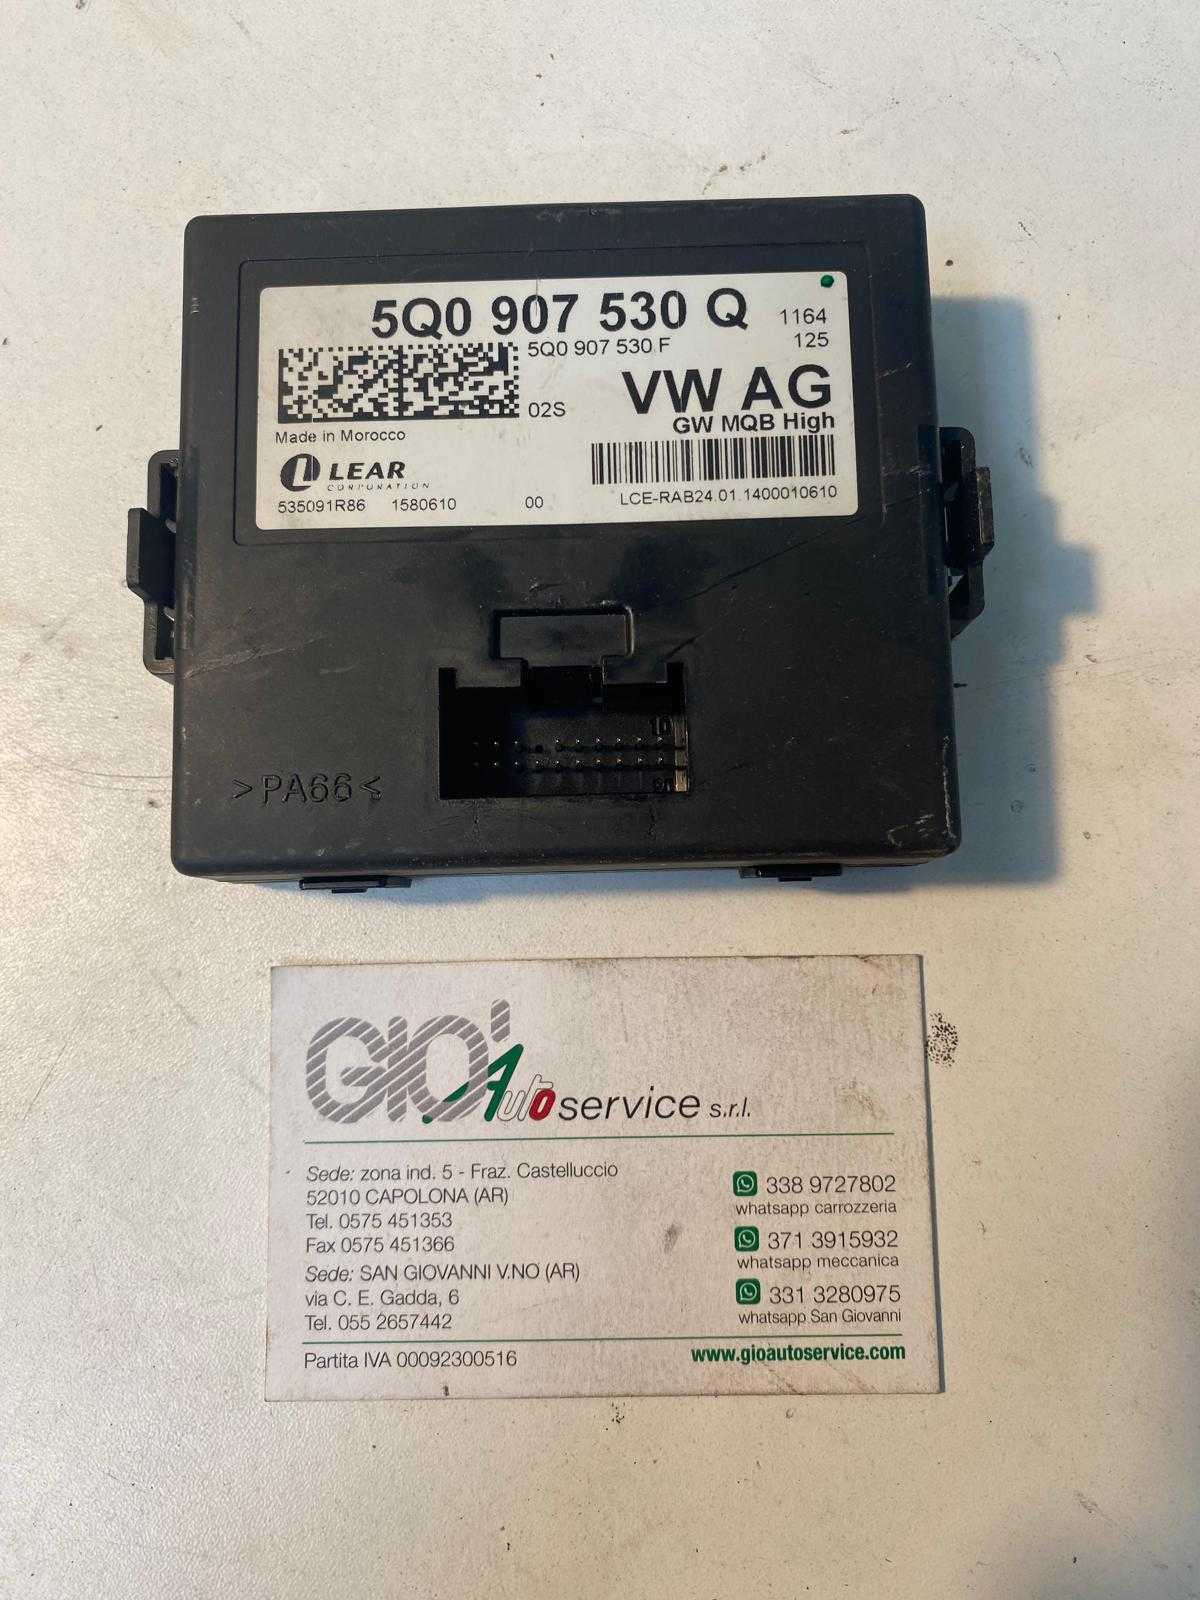 5Q0 907 530 Q
1164
125
5Q0 907 530 F
02S
VW AG
GW MQB High
Made in Morocco
LEAR
CORPORATION
535091R86 1580610 00 LCE-RAB24.01.1400010610
10
>PA66<
GIO' Autoservice s.r.l.
Sede: zona ind. 5 - Fraz. Castelluccio
52010 CAPOLONA (AR)
Tel. 0575 451353
Fax 0575 451366
Sede: SAN GIOVANNI V.NO (AR)
via C. E. Gadda, 6
Tel. 055 2657442
338 9727802
whatsapp carrozzeria
371 3915932
whatsapp meccanica
331 3280975
whatsapp San Giovanni
Partita IVA 00092300516
www.gioautoservice.com